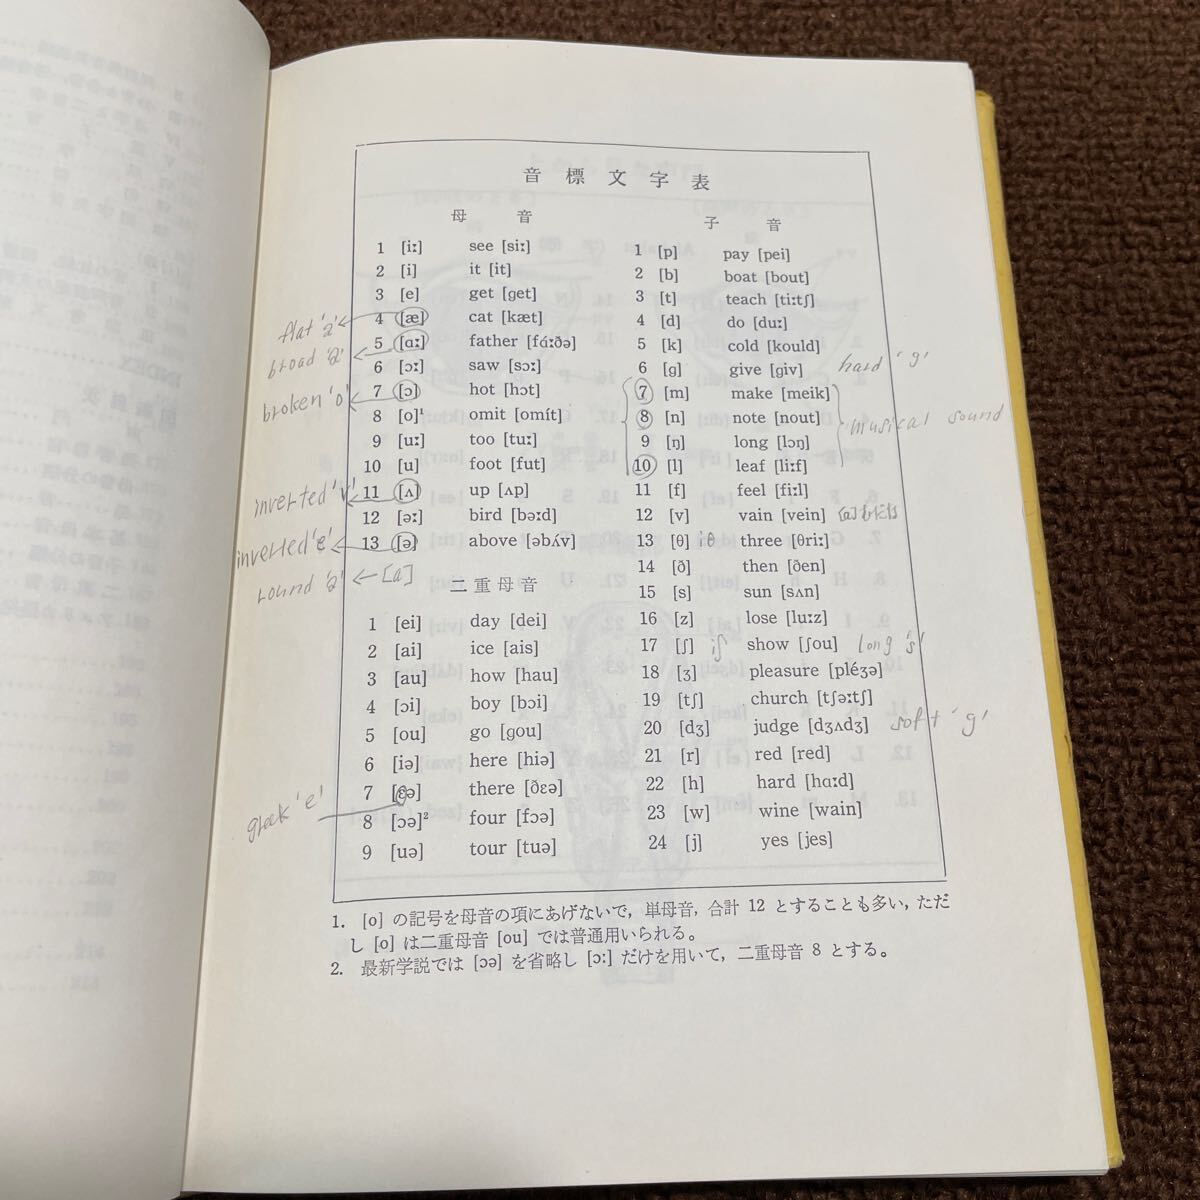 音標文字表
母音
1 [iː] see [siː]
2 [i] it [it]
3 [e] get [get]
flat 'a' ← 4 [æ] cat [kæt]
broad 'a' ← 5 [ɑː] father [fɑ́ːðə]
6 [ɔː] saw [sɔː]
broken 'o' ← 7 [ɔ] hot [hɔt]
8 [o]¹ omit [omít]
9 [uː] too [tuː]
10 [u] foot [fut]
inverted 'v' ← 11 [ʌ] up [ʌp]
12 [əː] bird [bəːd]
inverted 'e' ← 13 [ə] above [əbʌ́v]
round 'a' ← [a]
二重母音
1 [ei] day [dei]
2 [ai] ice [ais]
3 [au] how [hau]
4 [ɔi] boy [bɔi]
5 [ou] go [gou]
6 [iə] here [hiə]
greek 'e' 7 [ɛə] there [ðɛə]
8 [ɔə]² four [fɔə]
9 [uə] tour [tuə]
子音
1 [p] pay [pei]
2 [b] boat [bout]
3 [t] teach [tiːtʃ]
4 [d] do [duː]
5 [k] cold [kould]
6 [g] give [giv] hard 'g'
7 [m] make [meik]
8 [n] note [nout] musical sound
9 [ŋ] long [lɔŋ]
10 [l] leaf [liːf]
11 [f] feel [fiːl]
12 [v] vain [vein]
13 [θ] iθ three [θriː]
14 [ð] then [ðen]
15 [s] sun [sʌn]
16 [z] lose [luːz]
17 [ʃ] iʃ show [ʃou] long 's'
18 [ʒ] pleasure [pléʒə]
19 [tʃ] church [tʃəːtʃ]
20 [dʒ] judge [dʒʌdʒ] soft 'g'
21 [r] red [red]
22 [h] hard [hɑːd]
23 [w] wine [wain]
24 [j] yes [jes]
1. [o] の記号を母音の項にあげないで，単母音，合計 12 とすることも多い，ただ
し [o] は二重母音 [ou] では普通用いられる。
2. 最新学説では [ɔə] を省略し [ɔː] だけを用いて，二重母音 8 とする。